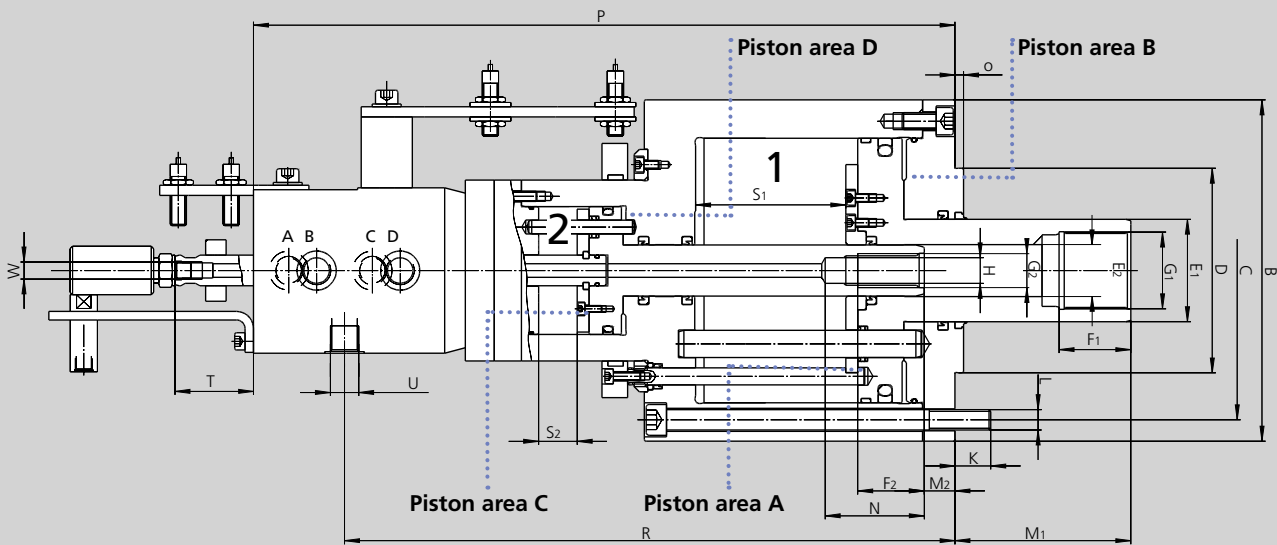 P
Piston area D
Piston area B
O
1
S1
2
A B C D
W
H
G2
E2
G1
E1
D
C
B
F1
T
U
S2
L
K
F2
M2
N
Piston area C
Piston area A
R
M1